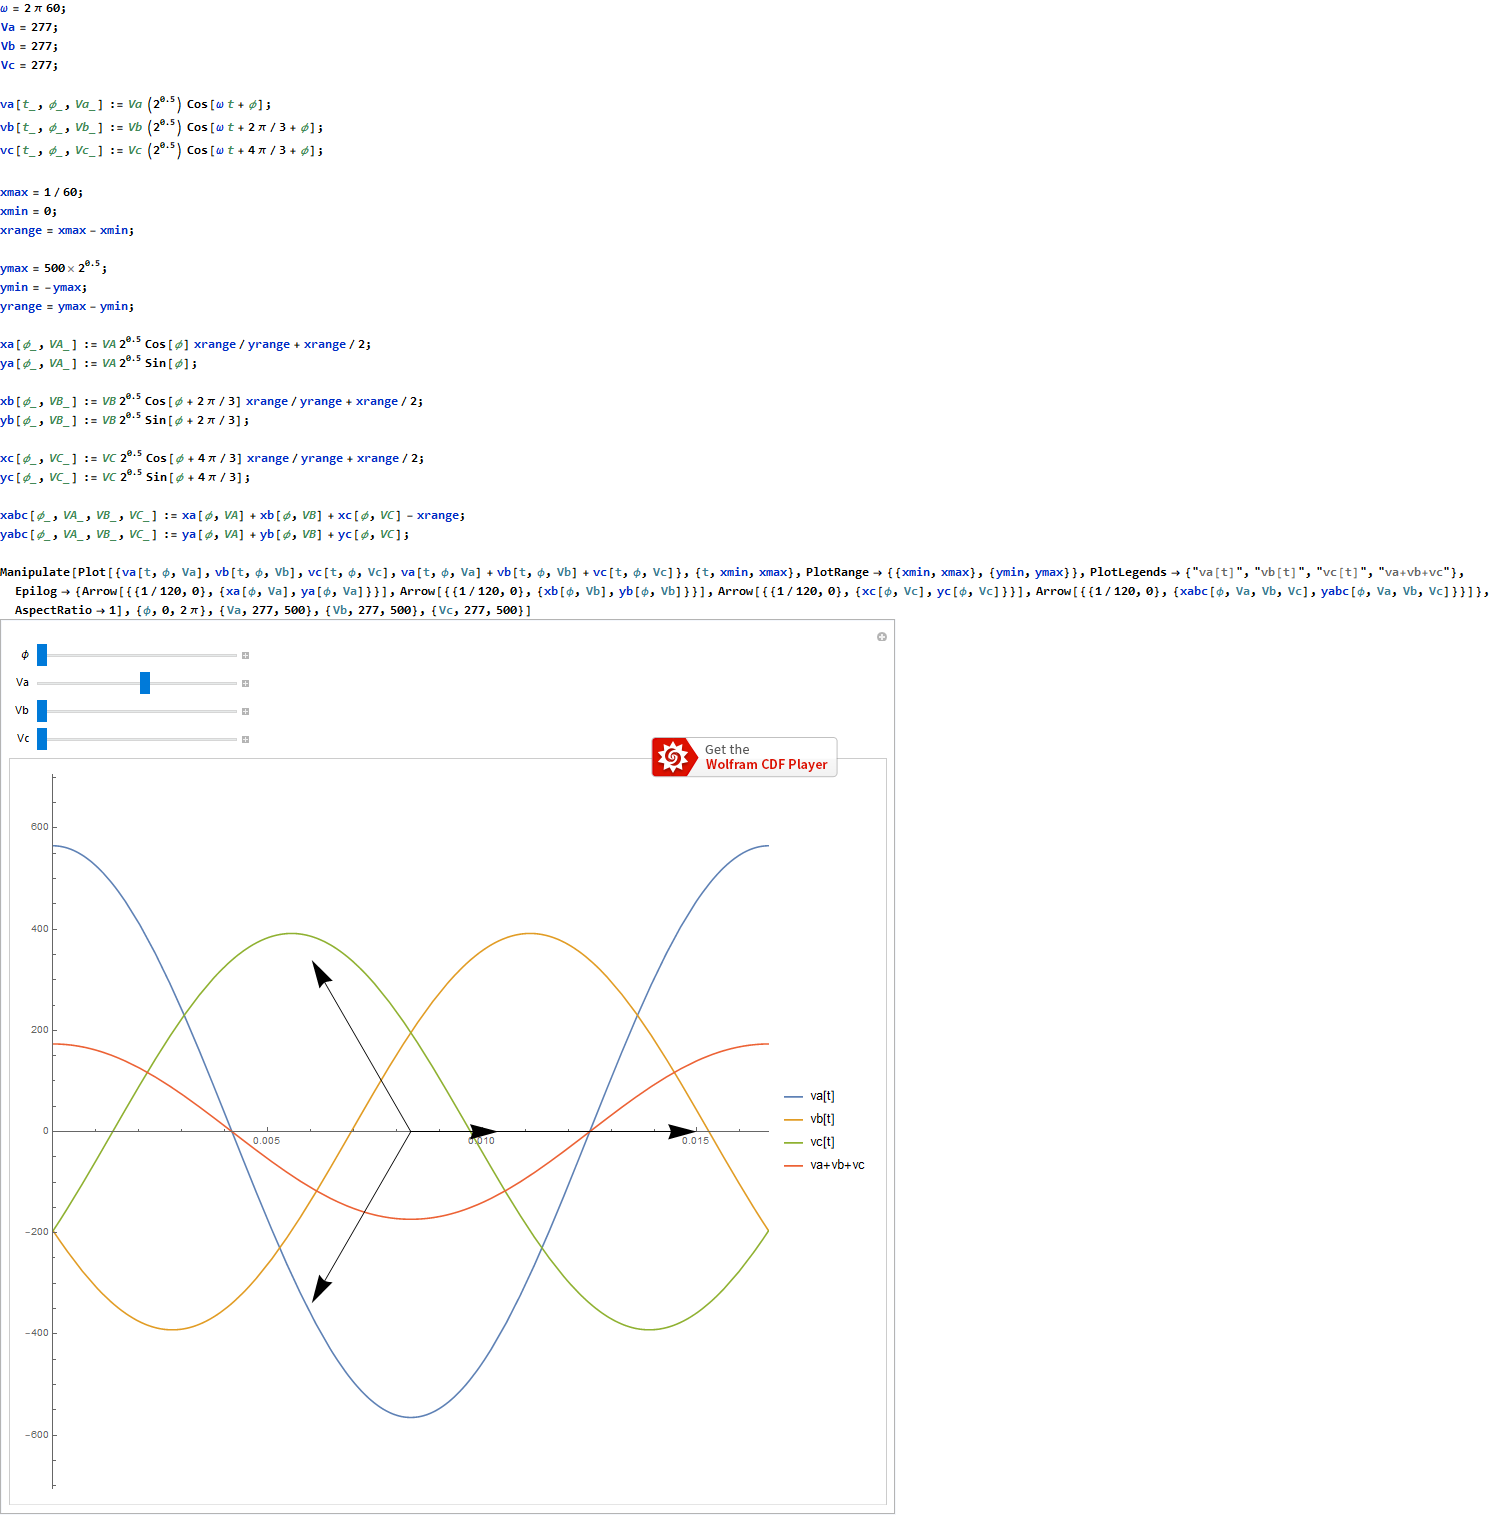 ω = 2 π 60;
Va = 277;
Vb = 277;
Vc = 277;
va[t_, ϕ_, Va_] := Va (2^0.5) Cos[ω t + ϕ];
vb[t_, ϕ_, Vb_] := Vb (2^0.5) Cos[ω t + 2 π / 3 + ϕ];
vc[t_, ϕ_, Vc_] := Vc (2^0.5) Cos[ω t + 4 π / 3 + ϕ];
xmax = 1 / 60;
xmin = 0;
xrange = xmax - xmin;
ymax = 500 × 2^0.5;
ymin = -ymax;
yrange = ymax - ymin;
xa[ϕ_, VA_] := VA 2^0.5 Cos[ϕ] xrange / yrange + xrange / 2;
ya[ϕ_, VA_] := VA 2^0.5 Sin[ϕ];
xb[ϕ_, VB_] := VB 2^0.5 Cos[ϕ + 2 π / 3] xrange / yrange + xrange / 2;
yb[ϕ_, VB_] := VB 2^0.5 Sin[ϕ + 2 π / 3];
xc[ϕ_, VC_] := VC 2^0.5 Cos[ϕ + 4 π / 3] xrange / yrange + xrange / 2;
yc[ϕ_, VC_] := VC 2^0.5 Sin[ϕ + 4 π / 3];
xabc[ϕ_, VA_, VB_, VC_] := xa[ϕ, VA] + xb[ϕ, VB] + xc[ϕ, VC] - xrange;
yabc[ϕ_, VA_, VB_, VC_] := ya[ϕ, VA] + yb[ϕ, VB] + yc[ϕ, VC];
Manipulate[Plot[{va[t, ϕ, Va], vb[t, ϕ, Vb], vc[t, ϕ, Vc], va[t, ϕ, Va] + vb[t, ϕ, Vb] + vc[t, ϕ, Vc]}, {t, xmin, xmax}, PlotRange → {{xmin, xmax}, {ymin, ymax}}, PlotLegends → {"va[t]", "vb[t]", "vc[t]", "va+vb+vc"},
Epilog → {Arrow[{{1 / 120, 0}, {xa[ϕ, Va], ya[ϕ, Va]}}], Arrow[{{1 / 120, 0}, {xb[ϕ, Vb], yb[ϕ, Vb]}}], Arrow[{{1 / 120, 0}, {xc[ϕ, Vc], yc[ϕ, Vc]}}], Arrow[{{1 / 120, 0}, {xabc[ϕ, Va, Vb, Vc], yabc[ϕ, Va, Vb, Vc]}}]},
AspectRatio → 1], {ϕ, 0, 2 π}, {Va, 277, 500}, {Vb, 277, 500}, {Vc, 277, 500}]
ϕ
Va
Vb
Vc
Get the
Wolfram CDF Player
600
400
200
0
-200
-400
-600
0.005
0.010
0.015
va[t]
vb[t]
vc[t]
va+vb+vc